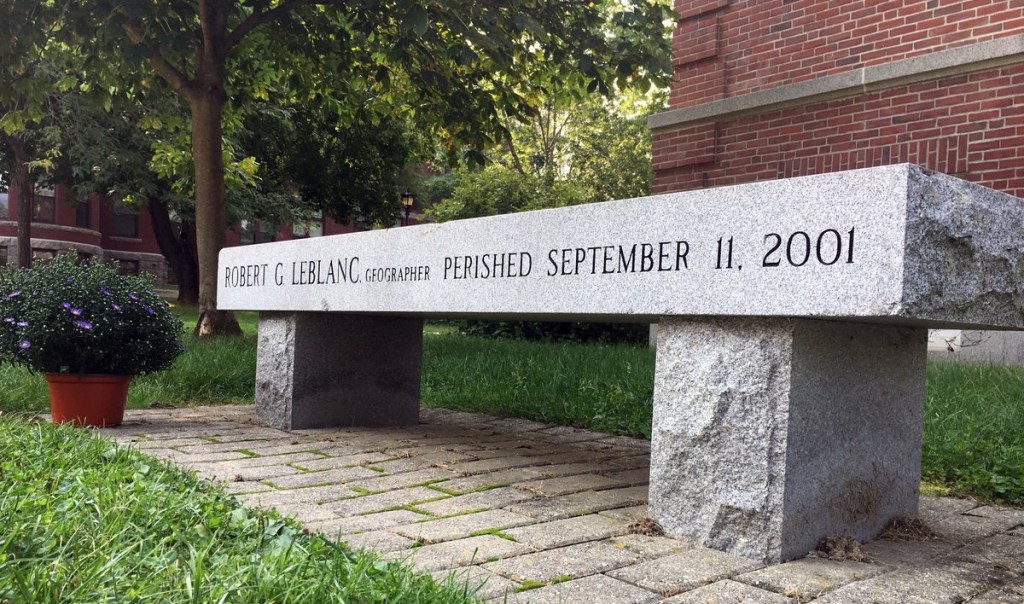 ROBERT G. LEBLANC, GEOGRAPHER PERISHED SEPTEMBER 11, 2001